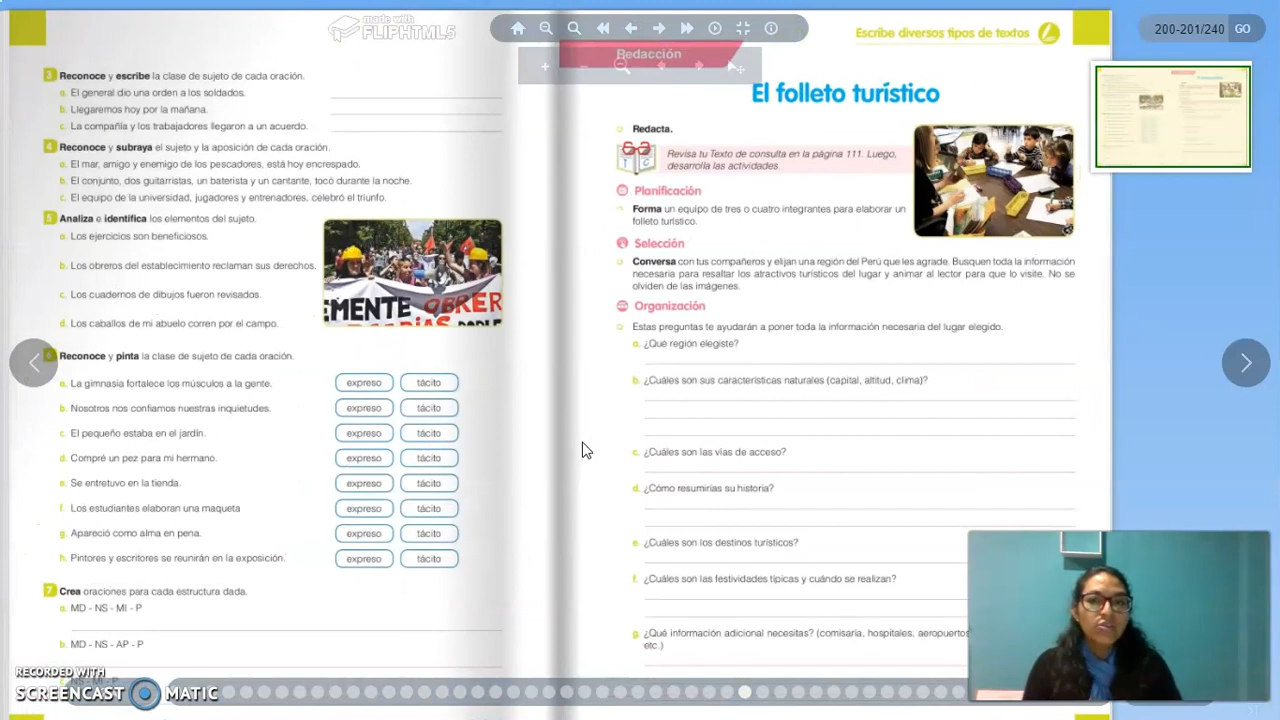 made with
FLIPHTML5
200-201/240 GO
3 Reconoce y escribe la clase de sujeto de cada oración.
a. El general dio una orden a los soldados.
b. Llegaremos hoy por la mañana.
c. La compañía y los trabajadores llegaron a un acuerdo.
4 Reconoce y subraya el sujeto y la aposición de cada oración.
a. El mar, amigo y enemigo de los pescadores, está hoy encrespado.
b. El conjunto, dos guitarristas, un baterista y un cantante, tocó durante la noche.
c. El equipo de la universidad, jugadores y entrenadores, celebró el triunfo.
5 Analiza e identifica los elementos del sujeto.
a. Los ejercicios son beneficiosos.
b. Los obreros del establecimiento reclaman sus derechos.
c. Los cuadernos de dibujos fueron revisados.
d. Los caballos de mi abuelo corren por el campo.
EMENTE OBRER
6 Reconoce y pinta la clase de sujeto de cada oración.
a. La gimnasia fortalece los músculos a la gente. expreso tácito
b. Nosotros nos confiamos nuestras inquietudes. expreso tácito
c. El pequeño estaba en el jardín. expreso tácito
d. Compré un pez para mi hermano. expreso tácito
e. Se entretuvo en la tienda. expreso tácito
f. Los estudiantes elaboran una maqueta expreso tácito
g. Apareció como alma en pena. expreso tácito
h. Pintores y escritores se reunirán en la exposición. expreso tácito
7 Crea oraciones para cada estructura dada.
a. MD - NS - MI - P
b. MD - NS - AP - P
c. NS - MI - P
Escribe diversos tipos de textos
Redacción
El folleto turístico
Redacta.
T C
Revisa tu Texto de consulta en la página 111. Luego,
desarrolla las actividades.
Planificación
Forma un equipo de tres o cuatro integrantes para elaborar un
folleto turístico.
Selección
Conversa con tus compañeros y elijan una región del Perú que les agrade. Busquen toda la información
necesaria para resaltar los atractivos turísticos del lugar y animar al lector para que lo visite. No se
olviden de las imágenes.
Organización
Estas preguntas te ayudarán a poner toda la información necesaria del lugar elegido.
a. ¿Qué región elegiste?
b. ¿Cuáles son sus características naturales (capital, altitud, clima)?
c. ¿Cuáles son las vías de acceso?
d. ¿Cómo resumirías su historia?
e. ¿Cuáles son los destinos turísticos?
f. ¿Cuáles son las festividades típicas y cuándo se realizan?
g. ¿Qué información adicional necesitas? (comisaría, hospitales, aeropuertos
etc.)
RECORDED WITH
SCREENCAST MATIC